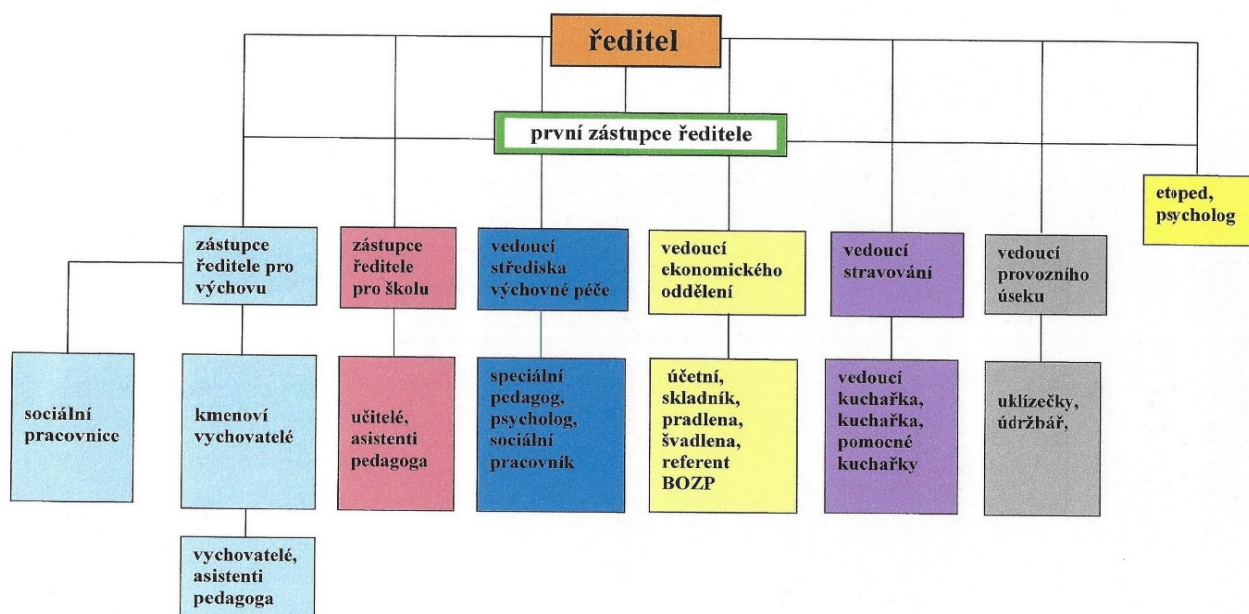 ředitel
první zástupce ředitele
etoped,
psycholog
zástupce
ředitele pro
výchovu
zástupce
ředitele
pro školu
vedoucí
střediska
výchovné péče
vedoucí
ekonomického
oddělení
vedoucí
stravování
vedoucí
provozního
úseku
sociální
pracovnice
kmenoví
vychovatelé
učitelé,
asistenti
pedagoga
speciální
pedagog,
psycholog,
sociální
pracovník
účetní,
skladník,
pradlena,
švadlena,
referent
BOZP
vedoucí
kuchařka,
kuchařka,
pomocné
kuchařky
uklízečky,
údržbář,
vychovatelé,
asistenti
pedagoga